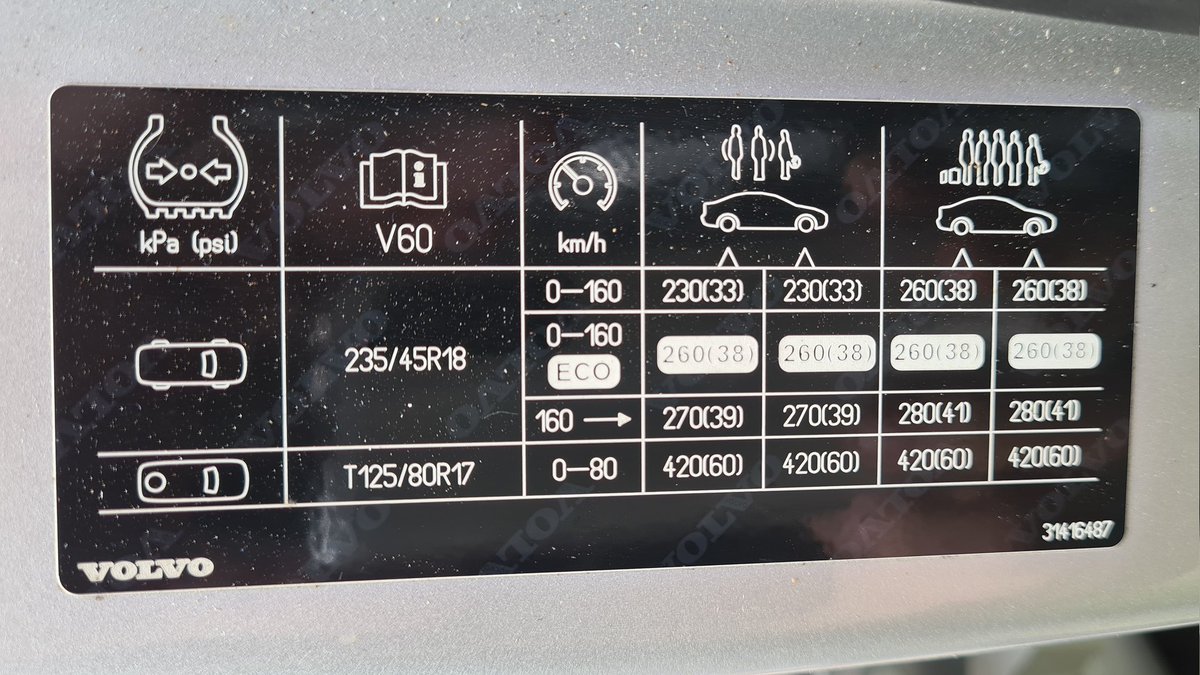 kPa (psi) V60 km/h
0–160 230(33) 230(33) 260(38) 260(38)
0–160
235/45R18 ECO 260(38) 260(38) 260(38) 260(38)
160 → 270(39) 270(39) 280(41) 280(41)
T125/80R17 0–80 420(60) 420(60) 420(60) 420(60)
31416487
VOLVO